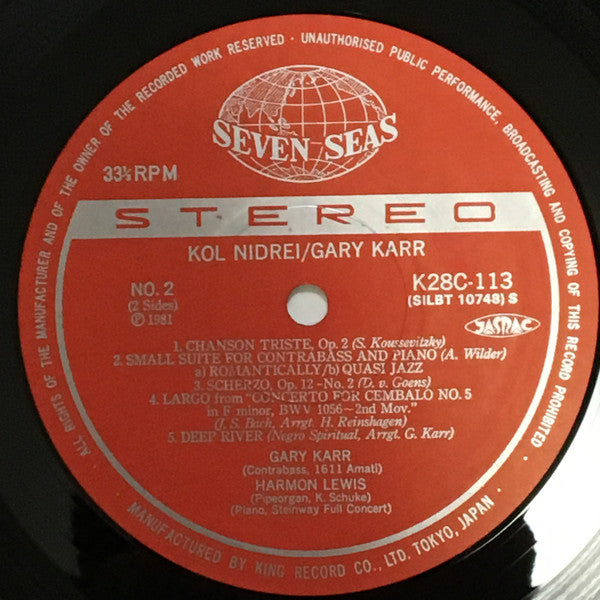 ALL RIGHTS OF THE MANUFACTURER AND OF THE OWNER OF THE RECORDED WORK RESERVED · UNAUTHORISED PUBLIC PERFORMANCE, BROADCASTING AND COPYING OF THIS RECORD PROHIBITED ·
SEVEN SEAS
33⅓RPM
STEREO
KOL NIDREI/GARY KARR
NO. 2
(2 Sides)
Ⓟ 1981
K28C-113
(SILBT 10748) S
JASRAC
1. CHANSON TRISTE, Op. 2 (S. Kowsevitzky)
2. SMALL SUITE FOR CONTRABASS AND PIANO (A. Wilder)
a) ROMANTICALLY/b) QUASI JAZZ
3. SCHERZO, Op. 12-No. 2 (D. v. Goens)
4. LARGO from "CONCERTO FOR CEMBALO NO. 5
in F minor, BWV 1056~2nd Mov."
(J. S. Bach, Arrgt. H. Reinshagen)
5. DEEP RIVER (Negro Spiritual, Arrgt. G. Karr)
GARY KARR
(Contrabass, 1611 Amati)
HARMON LEWIS
(Pipeorgan, K. Schuke)
(Piano, Steinway Full Concert)
· MANUFACTURED BY KING RECORD CO., LTD. TOKYO, JAPAN ·